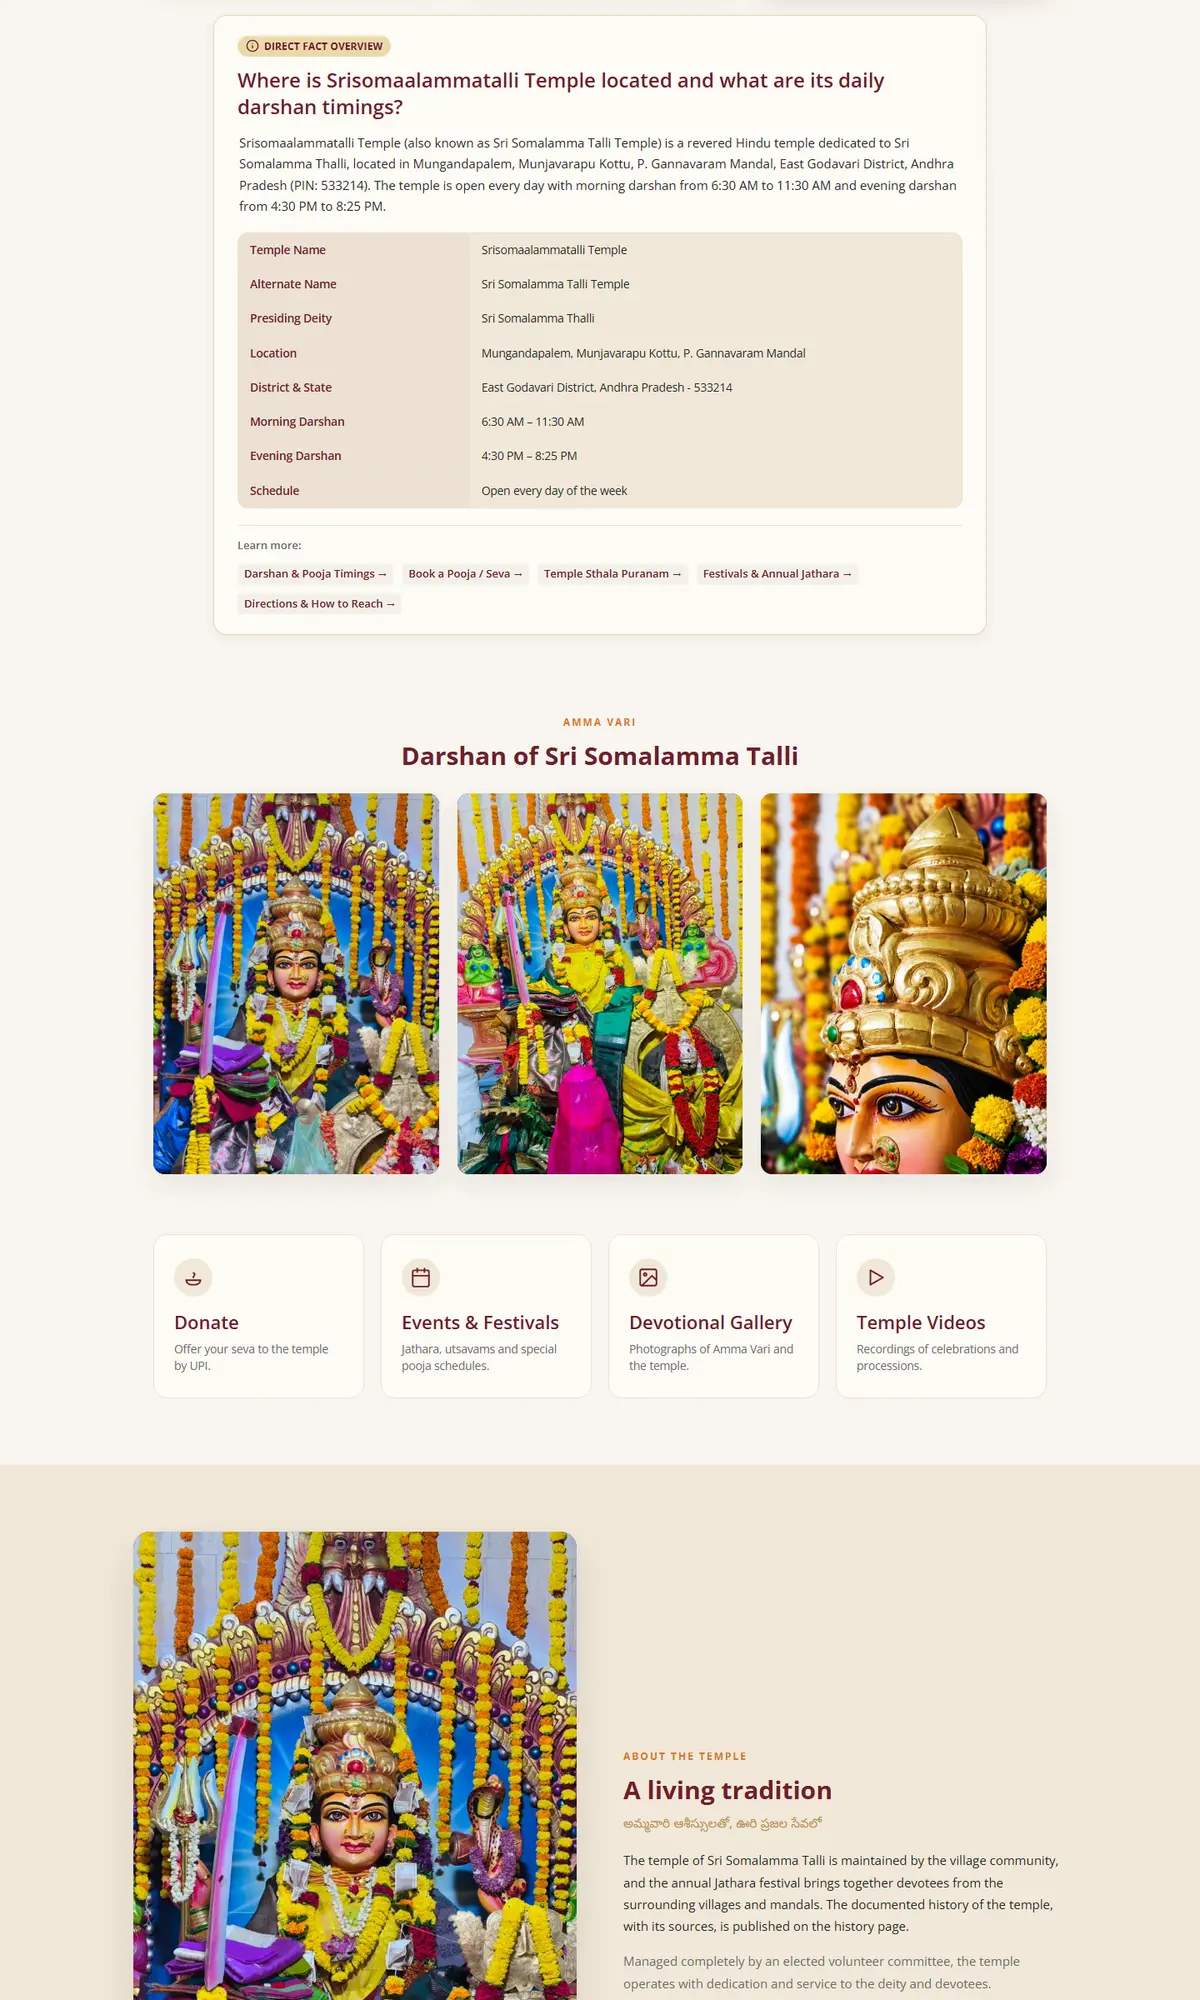 DIRECT FACT OVERVIEW
Where is Srisomaalammatalli Temple located and what are its daily
darshan timings?
Srisomaalammatalli Temple (also known as Sri Somalamma Talli Temple) is a revered Hindu temple dedicated to Sri
Somalamma Thalli, located in Mungandapalem, Munjavarapu Kottu, P. Gannavaram Mandal, East Godavari District, Andhra
Pradesh (PIN: 533214). The temple is open every day with morning darshan from 6:30 AM to 11:30 AM and evening darshan
from 4:30 PM to 8:25 PM.
Temple Name Srisomaalammatalli Temple
Alternate Name Sri Somalamma Talli Temple
Presiding Deity Sri Somalamma Thalli
Location Mungandapalem, Munjavarapu Kottu, P. Gannavaram Mandal
District & State East Godavari District, Andhra Pradesh - 533214
Morning Darshan 6:30 AM – 11:30 AM
Evening Darshan 4:30 PM – 8:25 PM
Schedule Open every day of the week
Learn more:
Darshan & Pooja Timings → Book a Pooja / Seva → Temple Sthala Puranam → Festivals & Annual Jathara →
Directions & How to Reach →
AMMA VARI
Darshan of Sri Somalamma Talli
Donate
Offer your seva to the temple
by UPI.
Events & Festivals
Jathara, utsavams and special
pooja schedules.
Devotional Gallery
Photographs of Amma Vari and
the temple.
Temple Videos
Recordings of celebrations and
processions.
ABOUT THE TEMPLE
A living tradition
అమ్మవారి ఆశీస్సులతో, ఊరి ప్రజల సేవలో
The temple of Sri Somalamma Talli is maintained by the village community,
and the annual Jathara festival brings together devotees from the
surrounding villages and mandals. The documented history of the temple,
with its sources, is published on the history page.
Managed completely by an elected volunteer committee, the temple
operates with dedication and service to the deity and devotees.